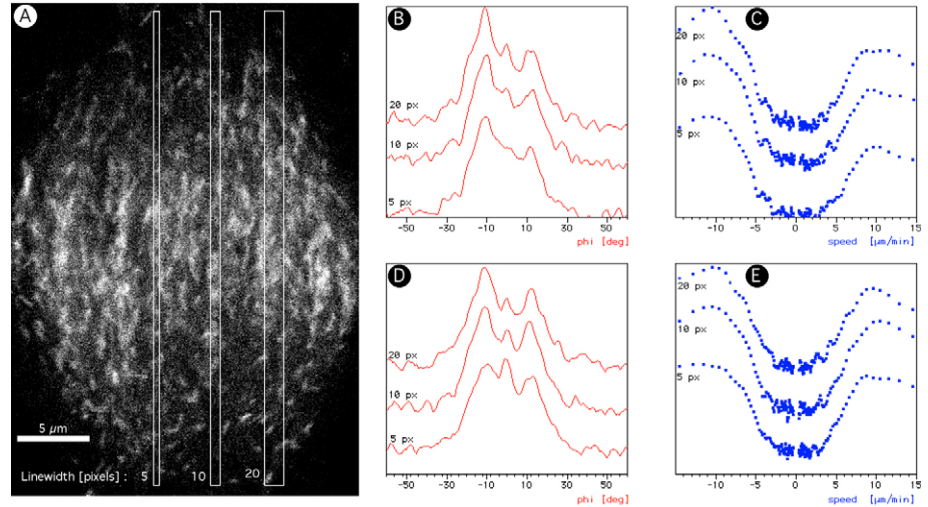 A
5 µm
Linewidth [pixels] : 5 10 20
B
20 px
10 px
5 px
-50 -30 -10 10 30 50
phi [deg]
C
20 px
10 px
5 px
-10 -5 0 5 10 15
speed [µm/min]
D
20 px
10 px
5 px
-50 -30 -10 10 30 50
phi [deg]
E
20 px
10 px
5 px
-10 -5 0 5 10 15
speed [µm/min]